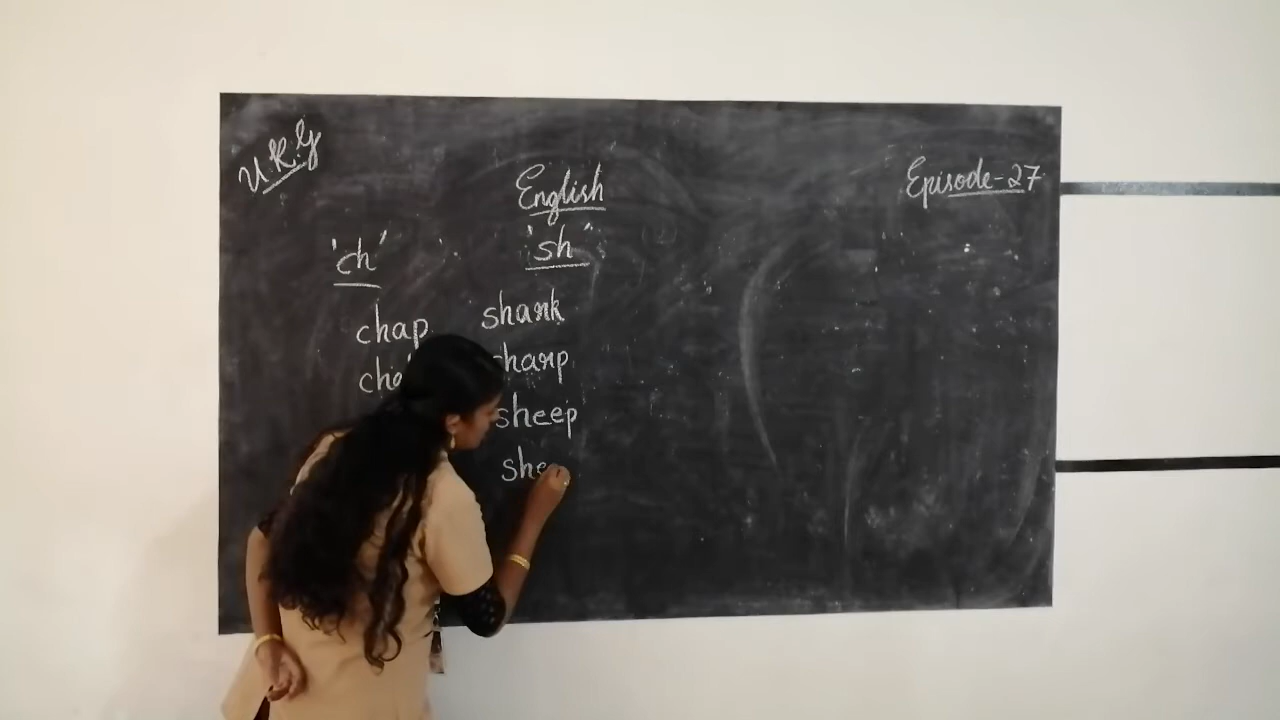 U.K.G
Episode-27
English
'ch'
'sh'
chap
shark
sharp
sheep